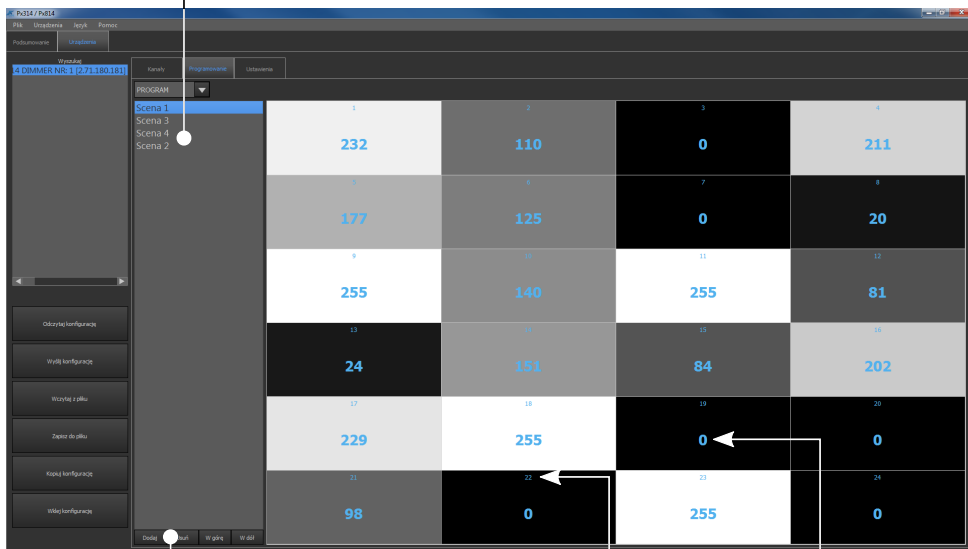 Px314 / Px814
Plik Urządzenia Język Pomoc
Podsumowanie Urządzenia
Wyszukaj
14 DIMMER NR: 1 [2.71.180.181]
Kanały Programowanie Ustawienia
PROGRAM
Scena 1
Scena 3
Scena 4
Scena 2
1 2 3 4
232 110 0 211
5 6 7 8
177 125 0 20
9 10 11 12
255 140 255 81
13 14 15 16
24 151 84 202
17 18 19 20
229 255 0 0
21 22 23 24
98 0 255 0
Odczytaj konfigurację
Wyślij konfigurację
Wczytaj z pliku
Zapisz do pliku
Kopiuj konfigurację
Wklej konfigurację
Dodaj W górę W dół